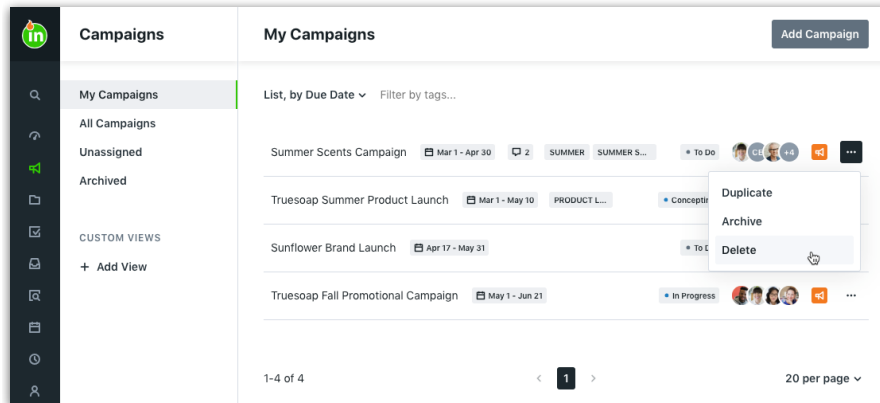 in
Campaigns
My Campaigns
Add Campaign
My Campaigns
All Campaigns
Unassigned
Archived
CUSTOM VIEWS
+ Add View
List, by Due Date
Filter by tags...
Summer Scents Campaign Mar 1 - Apr 30 2 SUMMER SUMMER S... To Do CE +4
Truesoap Summer Product Launch Mar 1 - May 10 PRODUCT L...
Sunflower Brand Launch Apr 17 - May 31 To
Truesoap Fall Promotional Campaign May 1 - Jun 21 In Progress
Duplicate
Archive
Delete
1-4 of 4
1
20 per page